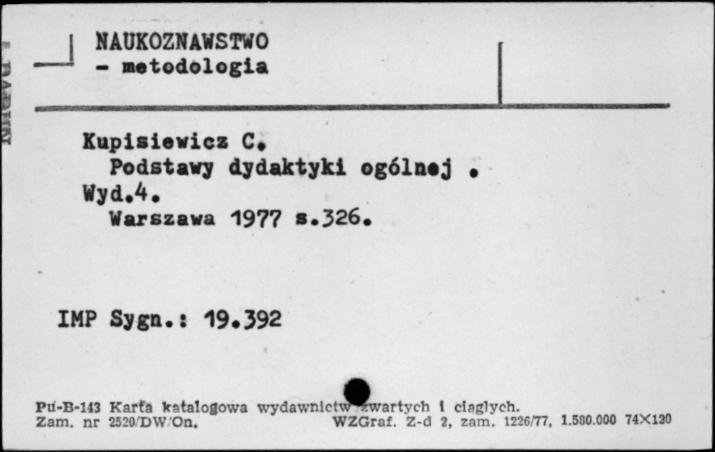 NAUKOZNAWSTWO
- metodologia
Kupisiewicz C.
Podstawy dydaktyki ogólnej .
Wyd.4.
Warszawa 1977 s.326.
IMP Sygn.: 19.392
Pu-B-143 Karta katalogowa wydawnictw zwartych i ciągłych.
Zam. nr 2520/DW/On. WZGraf. Z-d 2, zam. 1226/77, 1.580.000 74X120